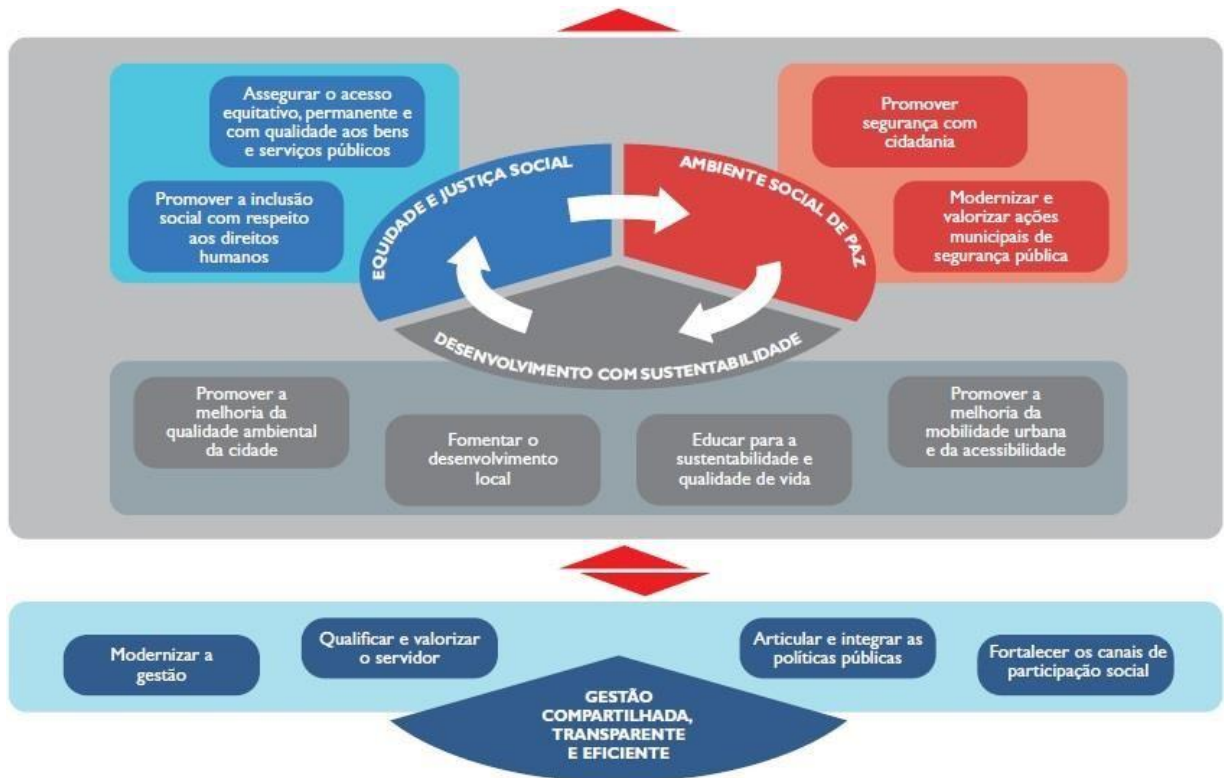 Assegurar o acesso
equitativo, permanente e
com qualidade aos bens
e serviços públicos
Promover a inclusão
social com respeito
aos direitos
humanos
EQUIDADE E JUSTIÇA SOCIAL
AMBIENTE SOCIAL DE PAZ
Promover
segurança com
cidadania
Modernizar e
valorizar ações
municipais de
segurança pública
DESENVOLVIMENTO COM SUSTENTABILIDADE
Promover a
melhoria da
qualidade ambiental
da cidade
Fomentar o
desenvolvimento
local
Educar para a
sustentabilidade e
qualidade de vida
Promover a
melhoria da
mobilidade urbana
e da acessibilidade
Modernizar a
gestão
Qualificar e valorizar
o servidor
Articular e integrar as
políticas públicas
Fortalecer os canais de
participação social
GESTÃO
COMPARTILHADA,
TRANSPARENTE
E EFICIENTE